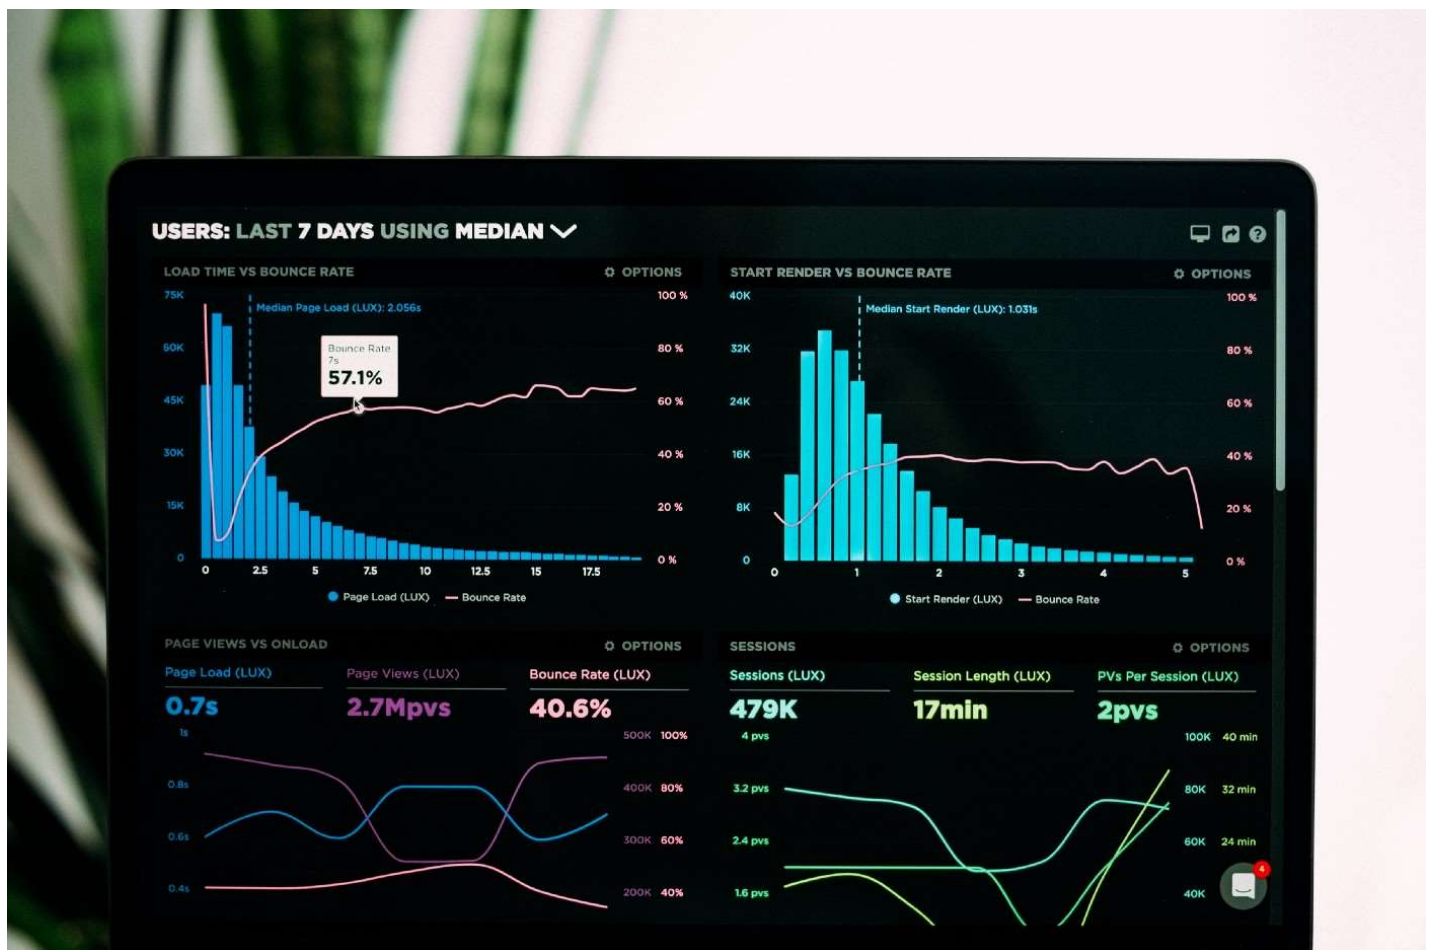 USERS: LAST 7 DAYS USING MEDIAN
LOAD TIME VS BOUNCE RATE
OPTIONS
75K
60K
45K
30K
15K
0
Median Page Load (LUX): 2.056s
Bounce Rate
7s
57.1%
100 %
80 %
60 %
40 %
20 %
0 %
0 2.5 5 7.5 10 12.5 15 17.5
Page Load (LUX) Bounce Rate
START RENDER VS BOUNCE RATE
OPTIONS
40K
32K
24K
16K
8K
0
Median Start Render (LUX): 1.031s
100 %
80 %
60 %
40 %
20 %
0 %
0 1 2 3 4 5
Start Render (LUX) Bounce Rate
PAGE VIEWS VS ONLOAD
OPTIONS
Page Load (LUX) Page Views (LUX) Bounce Rate (LUX)
0.7s 2.7Mpvs 40.6%
1s
0.8s
0.6s
0.4s
500K 100%
400K 80%
300K 60%
200K 40%
SESSIONS
OPTIONS
Sessions (LUX) Session Length (LUX) PVs Per Session (LUX)
479K 17min 2pvs
4 pvs
3.2 pvs
2.4 pvs
1.6 pvs
100K 40 min
80K 32 min
60K 24 min
40K
4
?